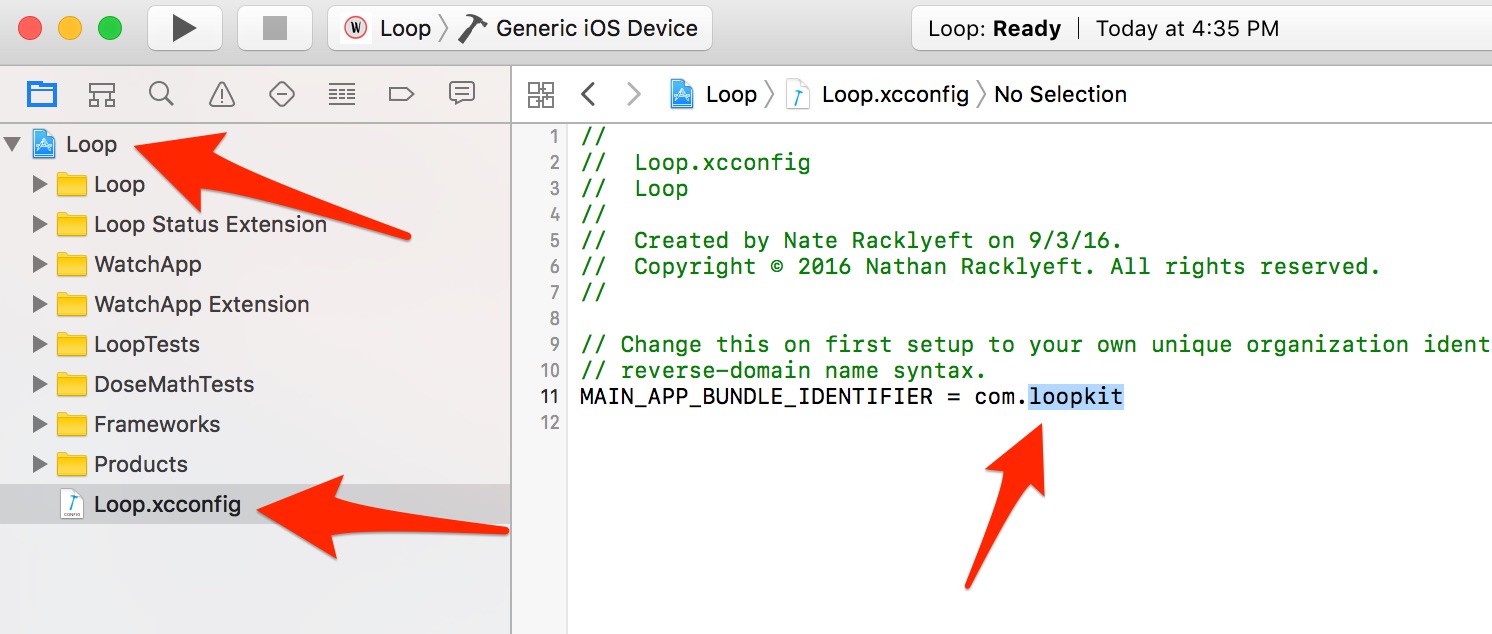 Loop Generic iOS Device
Loop: Ready Today at 4:35 PM
Loop Loop.xcconfig No Selection
Loop
Loop
Loop Status Extension
WatchApp
WatchApp Extension
LoopTests
DoseMathTests
Frameworks
Products
Loop.xcconfig
1 //
2 // Loop.xcconfig
3 // Loop
4 //
5 // Created by Nate Racklyeft on 9/3/16.
6 // Copyright © 2016 Nathan Racklyeft. All rights reserved.
7 //
8
9 // Change this on first setup to your own unique organization ident
10 // reverse-domain name syntax.
11 MAIN_APP_BUNDLE_IDENTIFIER = com.loopkit
12